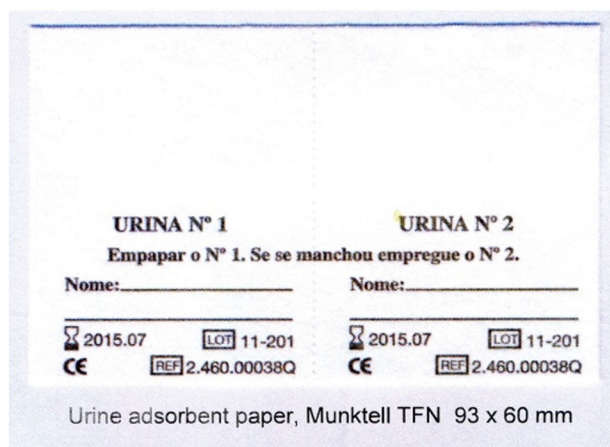 URINA Nº 1 URINA Nº 2
Empapar o Nº 1. Se se manchou empregue o Nº 2.
Nome: Nome:
2015.07 LOT 11-201 2015.07 LOT 11-201
CE REF 2.460.00038Q CE REF 2.460.00038Q
Urine adsorbent paper, Munktell TFN 93 x 60 mm